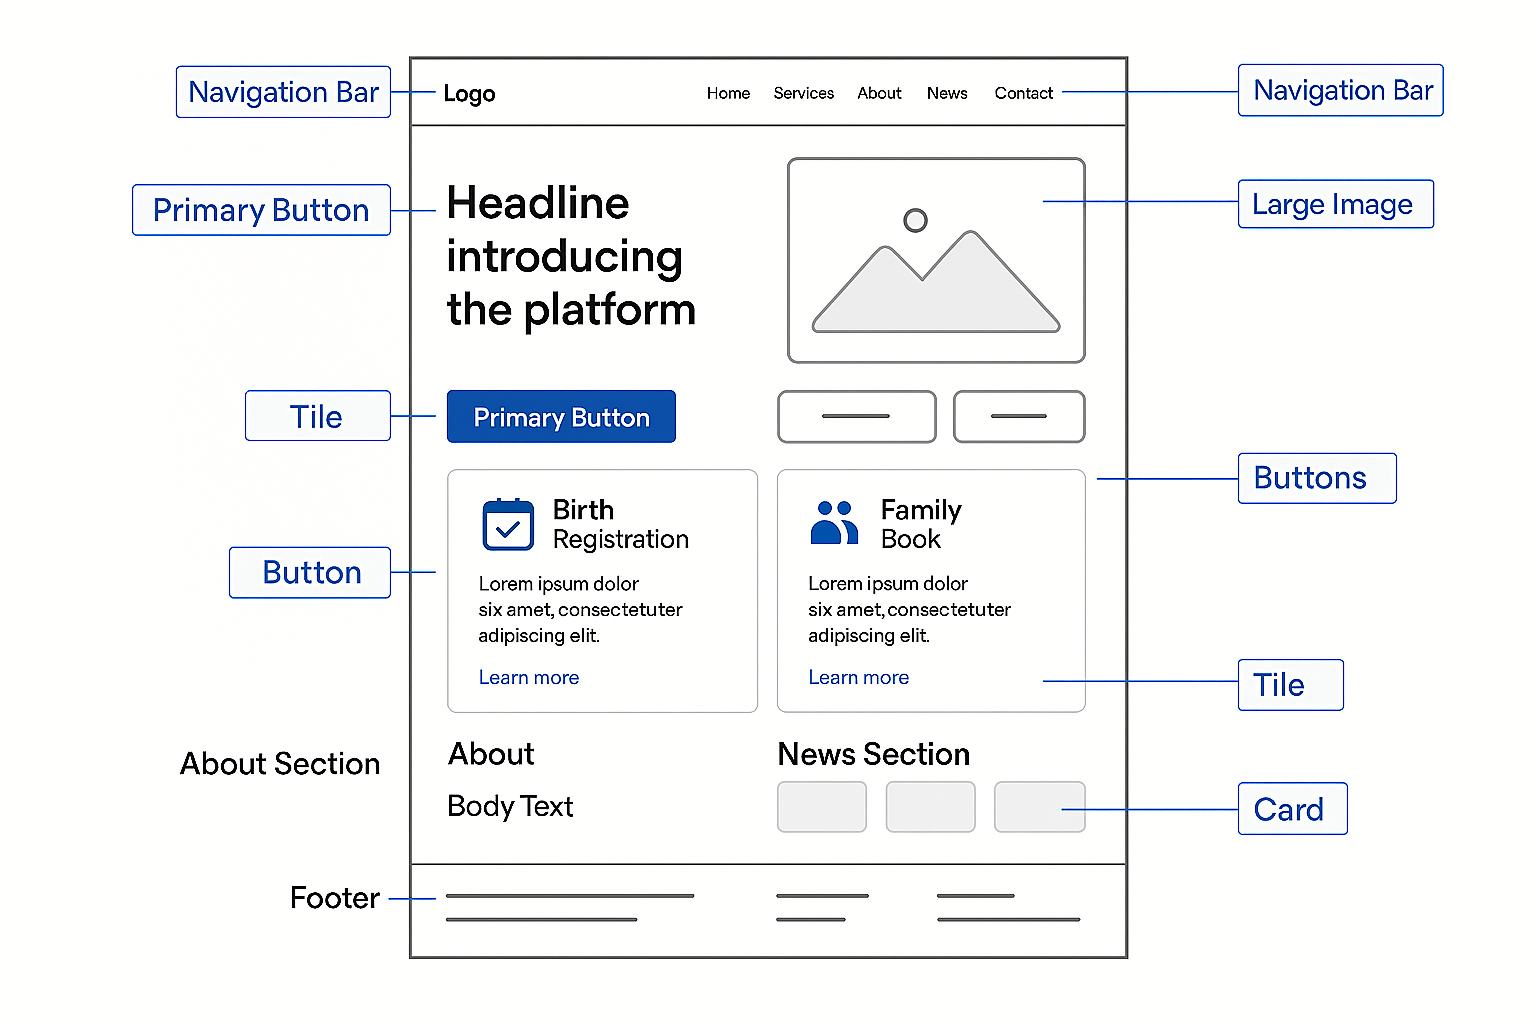 Navigation Bar
Logo
Home Services About News Contact
Navigation Bar
Primary Button
Headline
introducing
the platform
Large Image
Tile
Primary Button
Buttons
Button
Birth
Registration
Lorem ipsum dolor
six amet, consectetuter
adipiscing elit.
Learn more
Family
Book
Lorem ipsum dolor
six amet, consectetuter
adipiscing elit.
Learn more
Tile
About Section
About
Body Text
News Section
Card
Footer